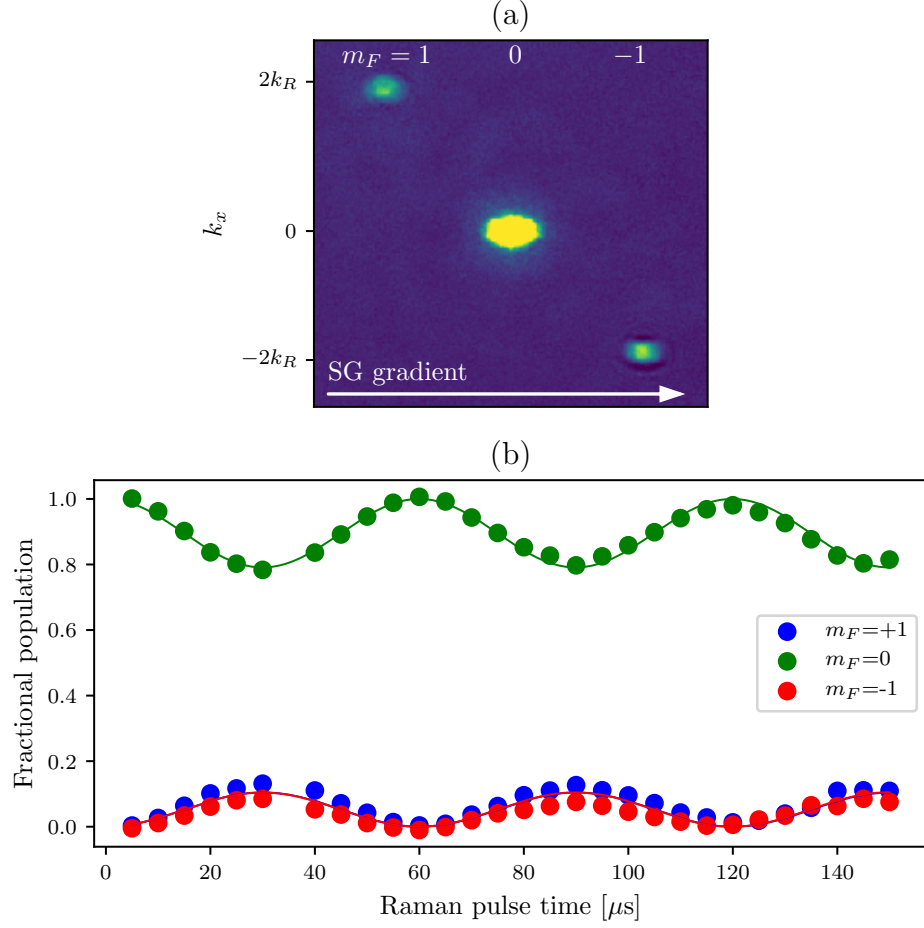 (a)
m_F = 1 0 −1
2k_R
0
−2k_R
k_x
SG gradient
(b)
1.0
0.8
0.6
0.4
0.2
0.0
Fractional population
m_F=+1
m_F=0
m_F=-1
0 20 40 60 80 100 120 140
Raman pulse time [μs]